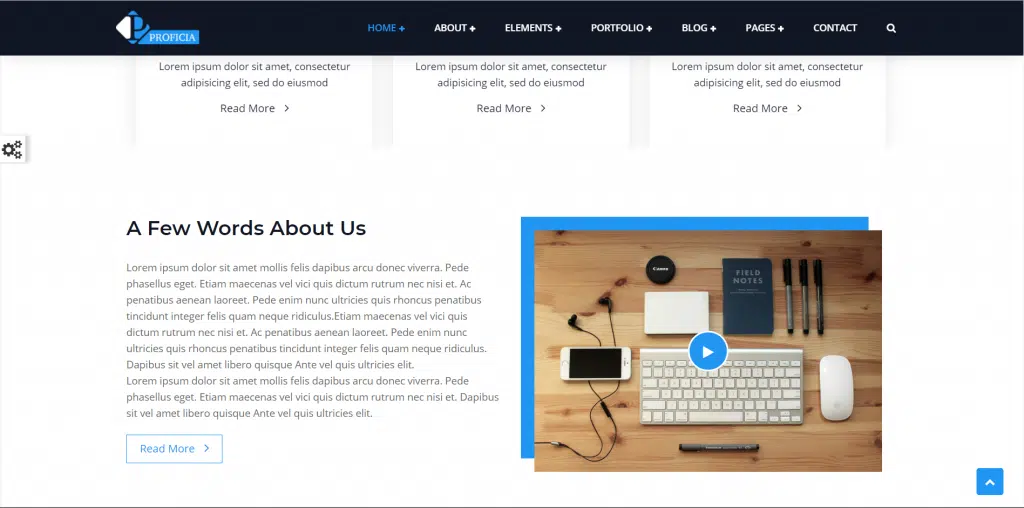 PROFICIA
HOME + ABOUT + ELEMENTS + PORTFOLIO + BLOG + PAGES + CONTACT
Lorem ipsum dolor sit amet, consectetur
adipisicing elit, sed do eiusmod
Read More
Lorem ipsum dolor sit amet, consectetur
adipisicing elit, sed do eiusmod
Read More
Lorem ipsum dolor sit amet, consectetur
adipisicing elit, sed do eiusmod
Read More
A Few Words About Us
Lorem ipsum dolor sit amet mollis felis dapibus arcu donec viverra. Pede
phasellus eget. Etiam maecenas vel vici quis dictum rutrum nec nisi et. Ac
penatibus aenean laoreet. Pede enim nunc ultricies quis rhoncus penatibus
tincidunt integer felis quam neque ridiculus.Etiam maecenas vel vici quis
dictum rutrum nec nisi et. Ac penatibus aenean laoreet. Pede enim nunc
ultricies quis rhoncus penatibus tincidunt integer felis quam neque ridiculus.
Dapibus sit vel amet libero quisque Ante vel quis ultricies elit.
Lorem ipsum dolor sit amet mollis felis dapibus arcu donec viverra. Pede
phasellus eget. Etiam maecenas vel vici quis dictum rutrum nec nisi et. Dapibus
sit vel amet libero quisque Ante vel quis ultricies elit.
Read More
Canon
FIELD
NOTES